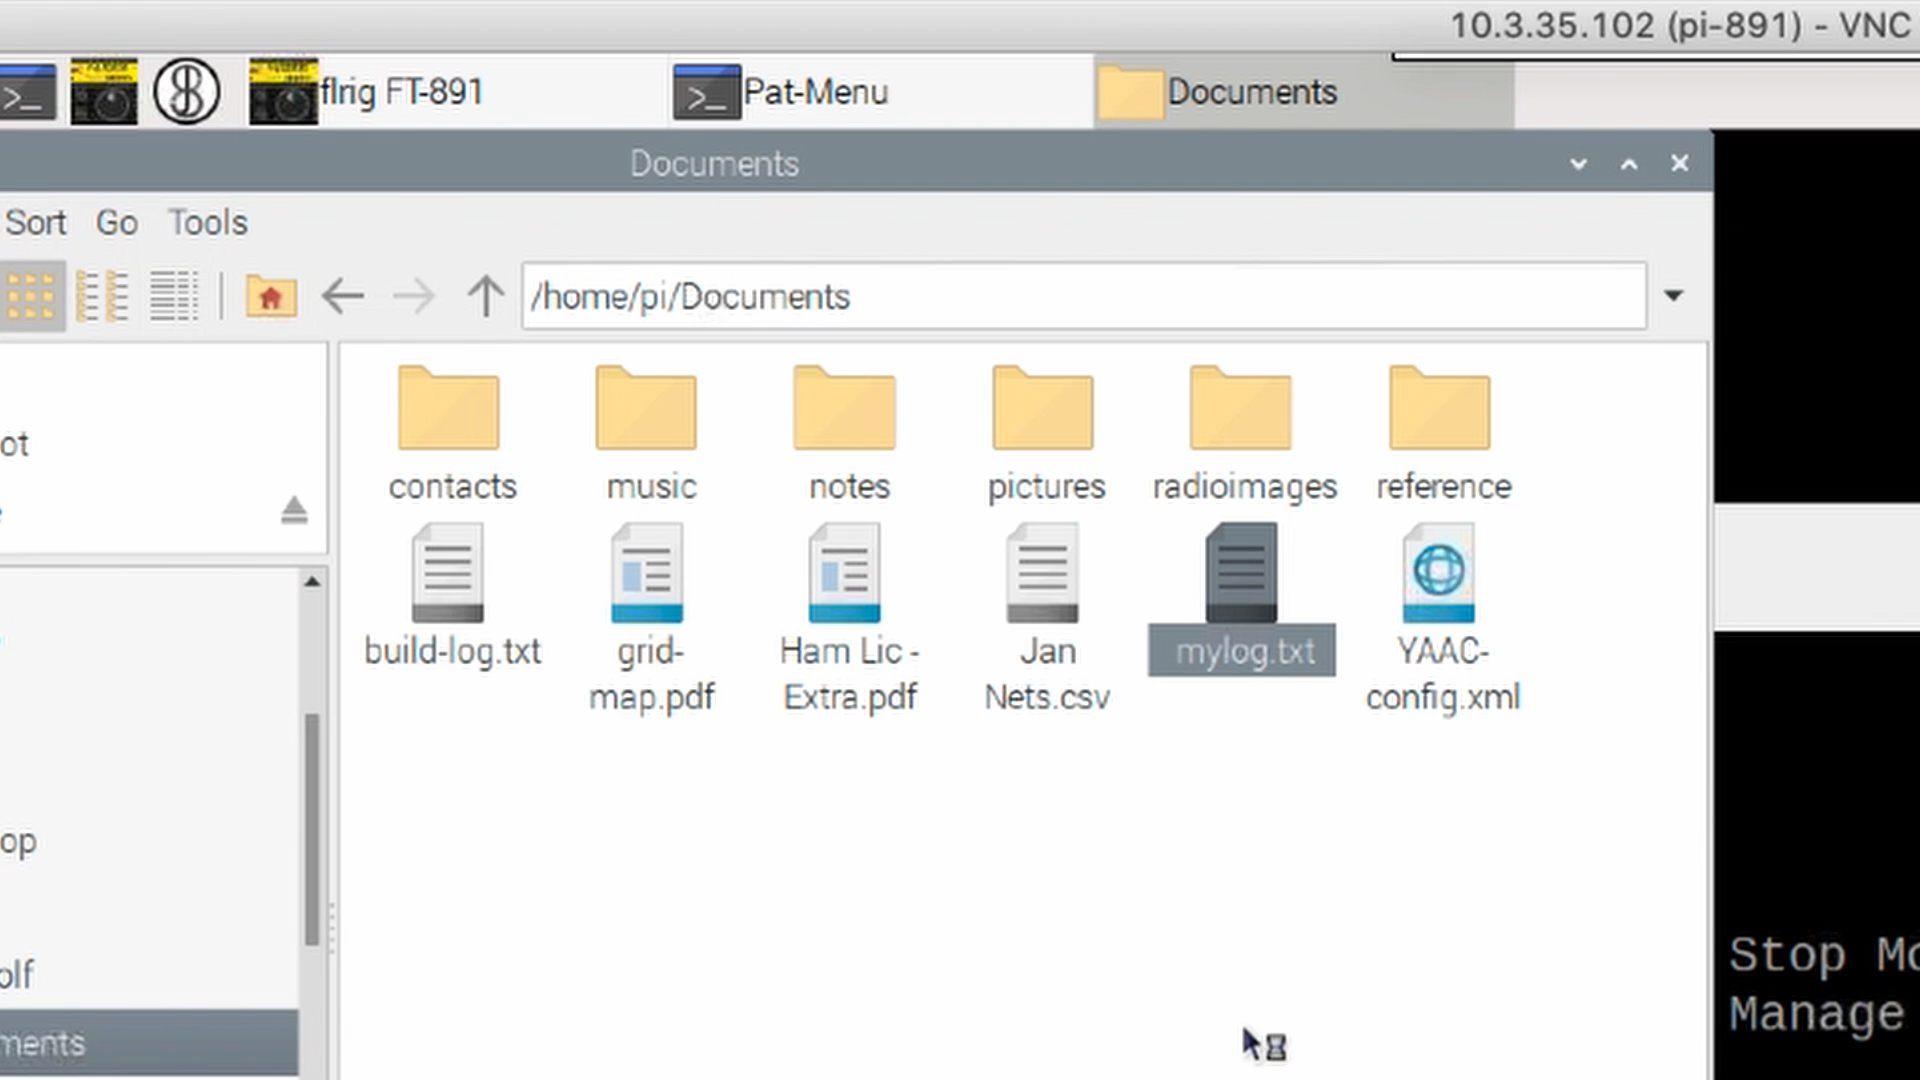 10.3.35.102 (pi-891) - VNC
flrig FT-891
Pat-Menu
Documents
Documents
Sort Go Tools
/home/pi/Documents
contacts music notes pictures radioimages reference
build-log.txt
grid-
map.pdf
Ham Lic -
Extra.pdf
Jan
Nets.csv
mylog.txt
YAAC-
config.xml
ot
op
olf
ments
Stop Mo
Manage